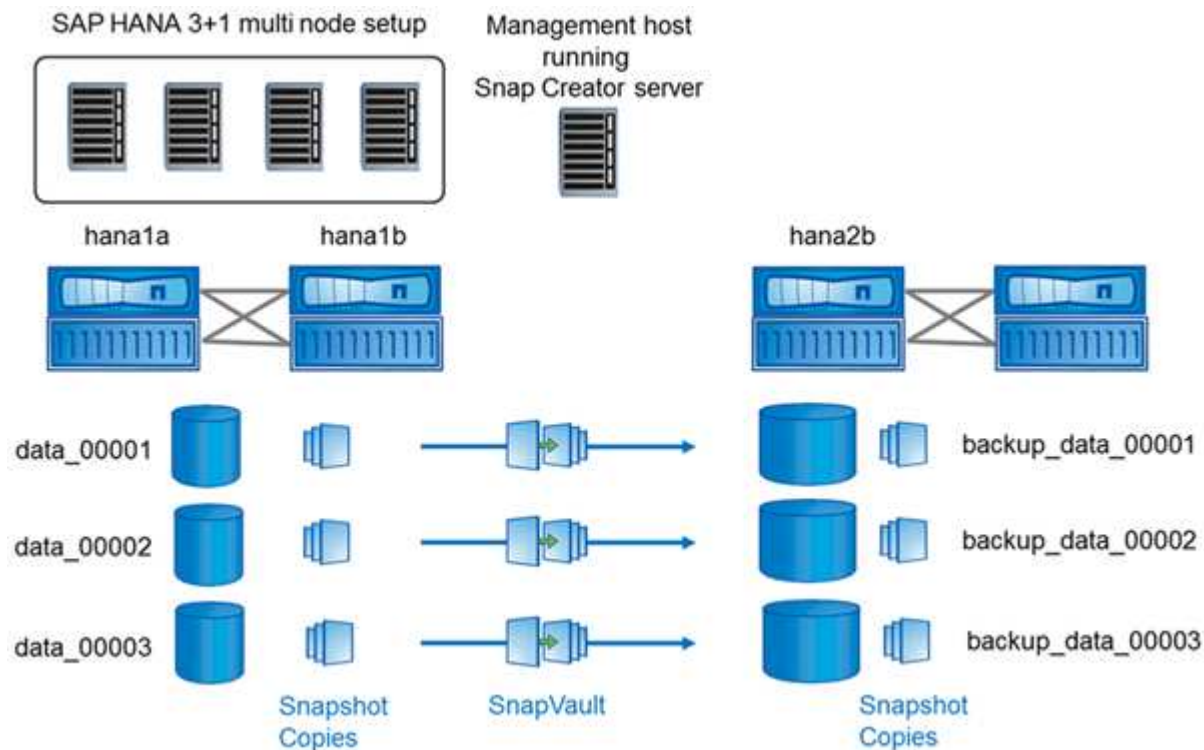 SAP HANA 3+1 multi node setup
Management host
running
Snap Creator server
hana1a
hana1b
hana2b
data_00001
backup_data_00001
data_00002
backup_data_00002
data_00003
backup_data_00003
Snapshot
Copies
SnapVault
Snapshot
Copies